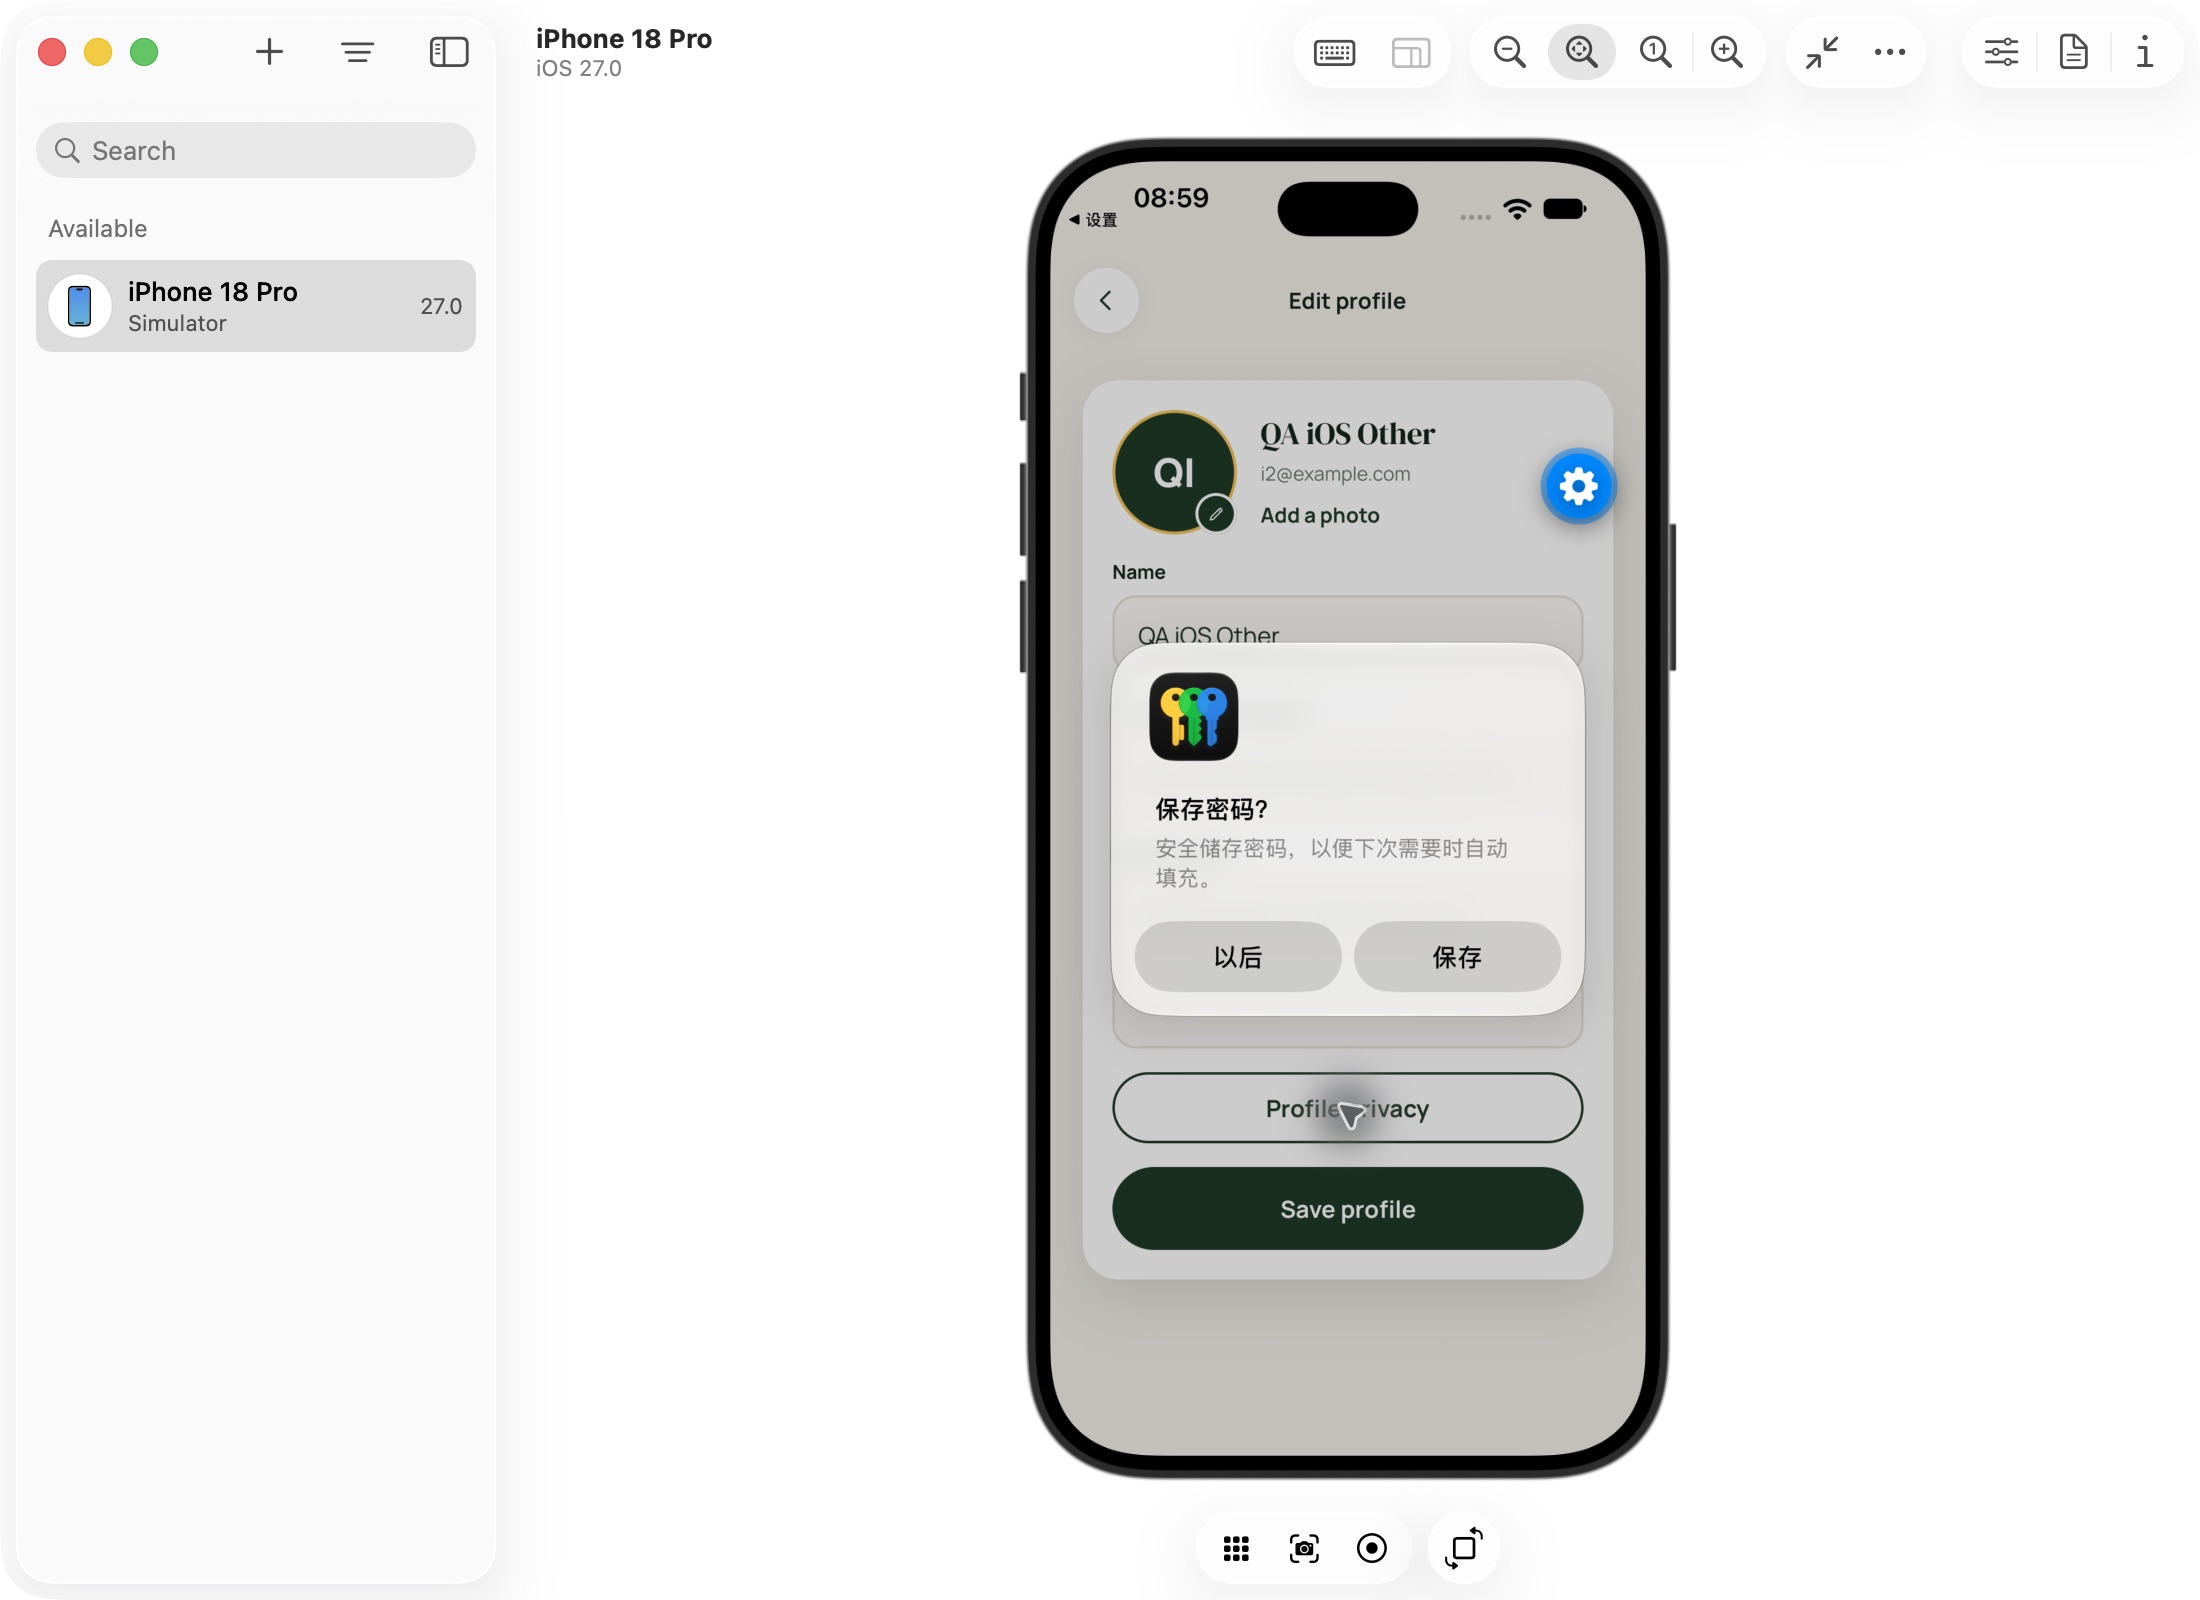 iPhone 18 Pro
iOS 27.0
Search
Available
iPhone 18 Pro
Simulator
27.0
08:59
◀ 设置
Edit profile
QI
QA iOS Other
i2@example.com
Add a photo
Name
QA iOS Other
保存密码?
安全储存密码，以便下次需要时自动
填充。
以后
保存
Profile rivacy
Save profile